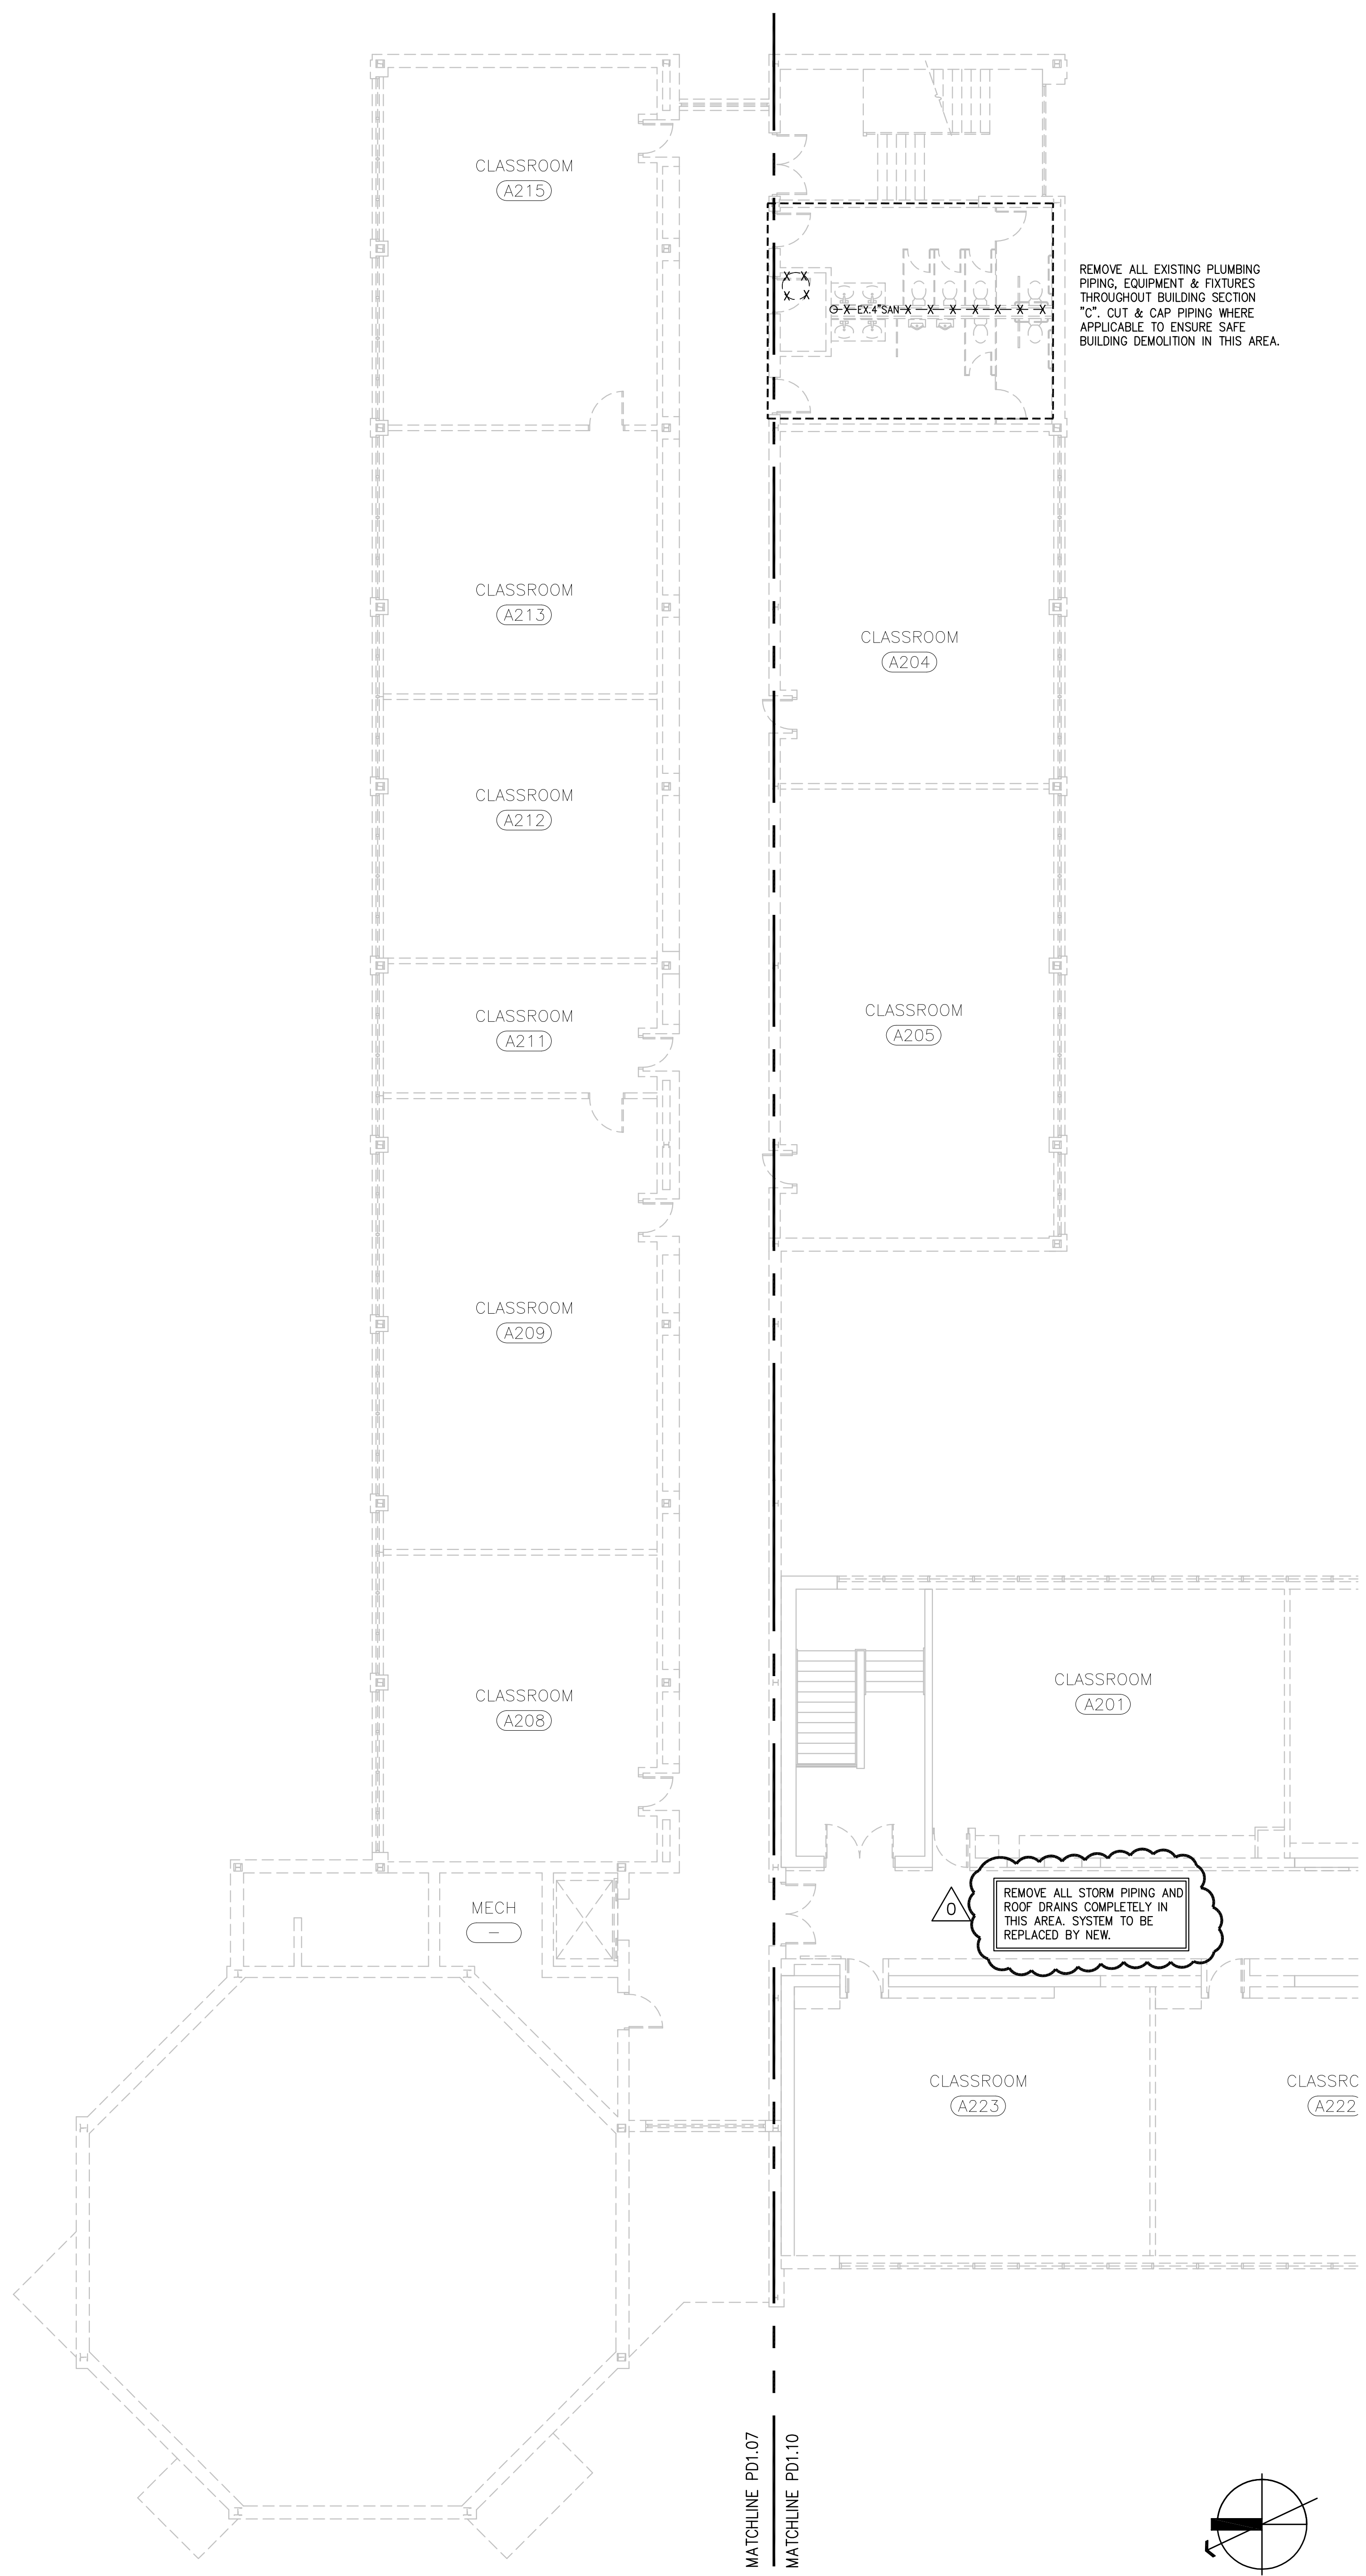 CLASSROOM
A215
REMOVE ALL EXISTING PLUMBING
PIPING, EQUIPMENT & FIXTURES
THROUGHOUT BUILDING SECTION
"C". CUT & CAP PIPING WHERE
APPLICABLE TO ENSURE SAFE
BUILDING DEMOLITION IN THIS AREA.
EX.4"SAN
CLASSROOM
A213
CLASSROOM
A204
CLASSROOM
A212
CLASSROOM
A211
CLASSROOM
A205
CLASSROOM
A209
CLASSROOM
A208
CLASSROOM
A201
MECH
-
0
REMOVE ALL STORM PIPING AND
ROOF DRAINS COMPLETELY IN
THIS AREA. SYSTEM TO BE
REPLACED BY NEW.
CLASSROOM
A223
CLASSRO
A222
MATCHLINE PD1.07
MATCHLINE PD1.10